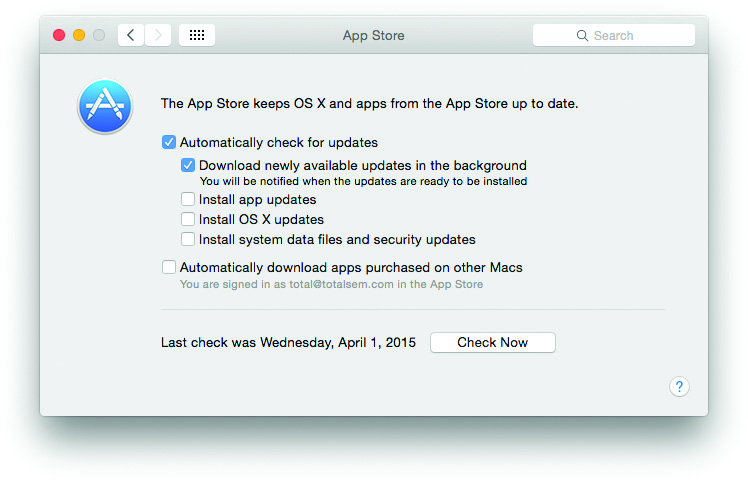 App Store
Search
The App Store keeps OS X and apps from the App Store up to date.
Automatically check for updates
Download newly available updates in the background
You will be notified when the updates are ready to be installed
Install app updates
Install OS X updates
Install system data files and security updates
Automatically download apps purchased on other Macs
You are signed in as total@totalsem.com in the App Store
Last check was Wednesday, April 1, 2015 Check Now
?